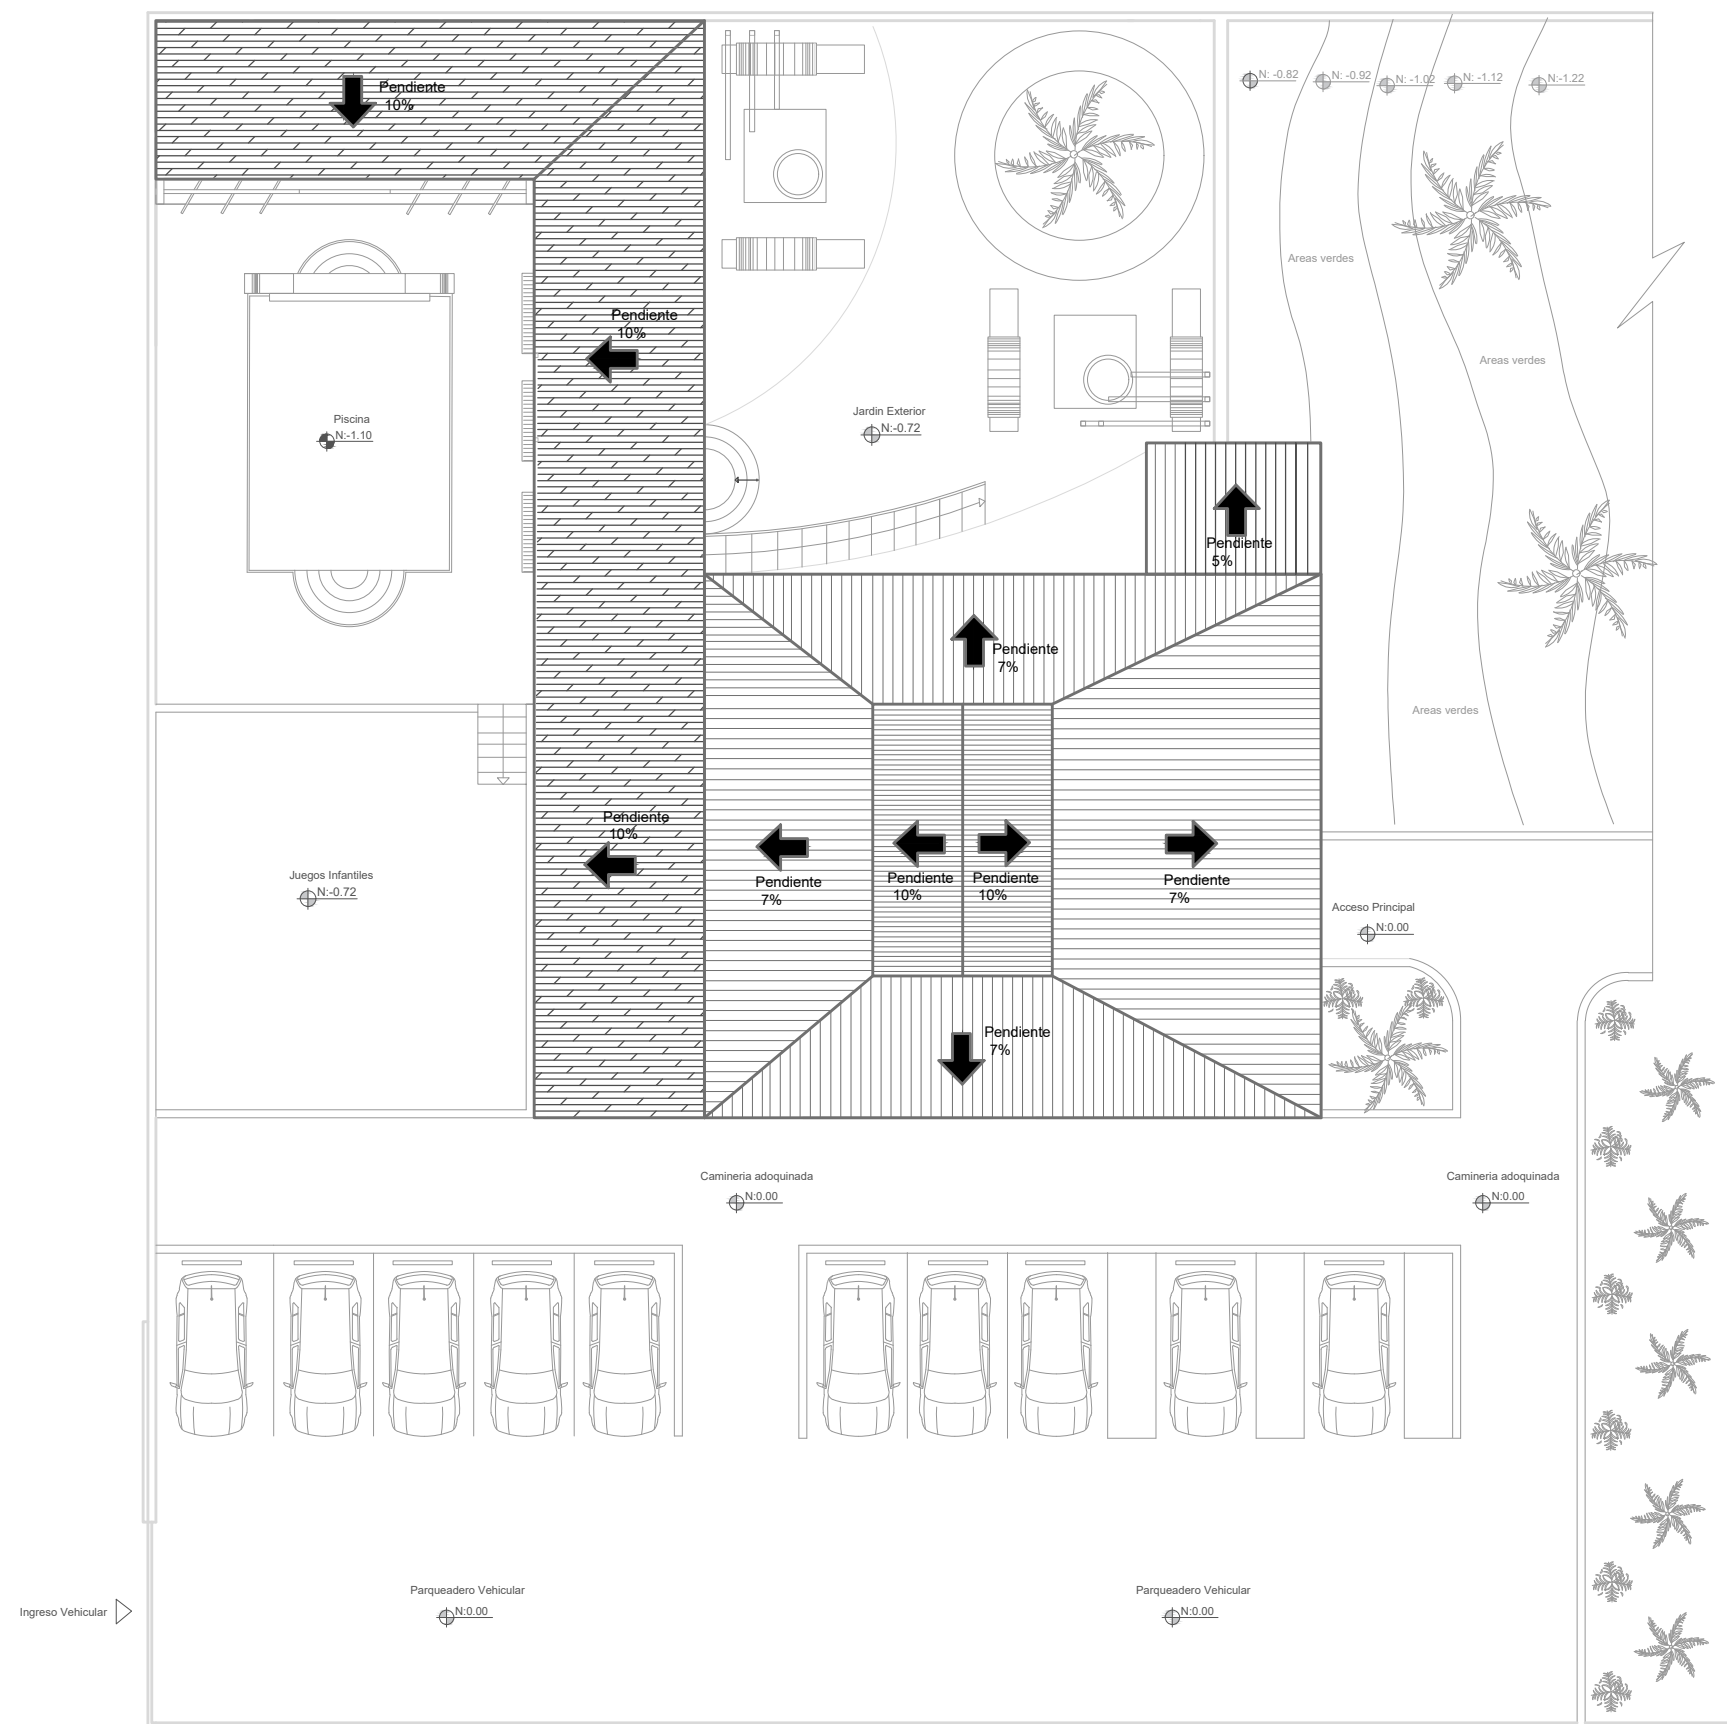 N: -0.82
N: -0.92
N: -1.02
N: -1.12
N:-1.22
Pendiente
10%
Areas verdes
Pendiente
10%
Areas verdes
Piscina
N:-1.10
Jardin Exterior
N:-0.72
Pendiente
5%
Pendiente
7%
Areas verdes
Pendiente
10%
Juegos Infantiles
N:-0.72
Pendiente
7%
Pendiente
10%
Pendiente
10%
Pendiente
7%
Acceso Principal
N:0.00
Pendiente
7%
Camineria adoquinada
N:0.00
Camineria adoquinada
N:0.00
Parqueadero Vehicular
N:0.00
Parqueadero Vehicular
N:0.00
Ingreso Vehicular